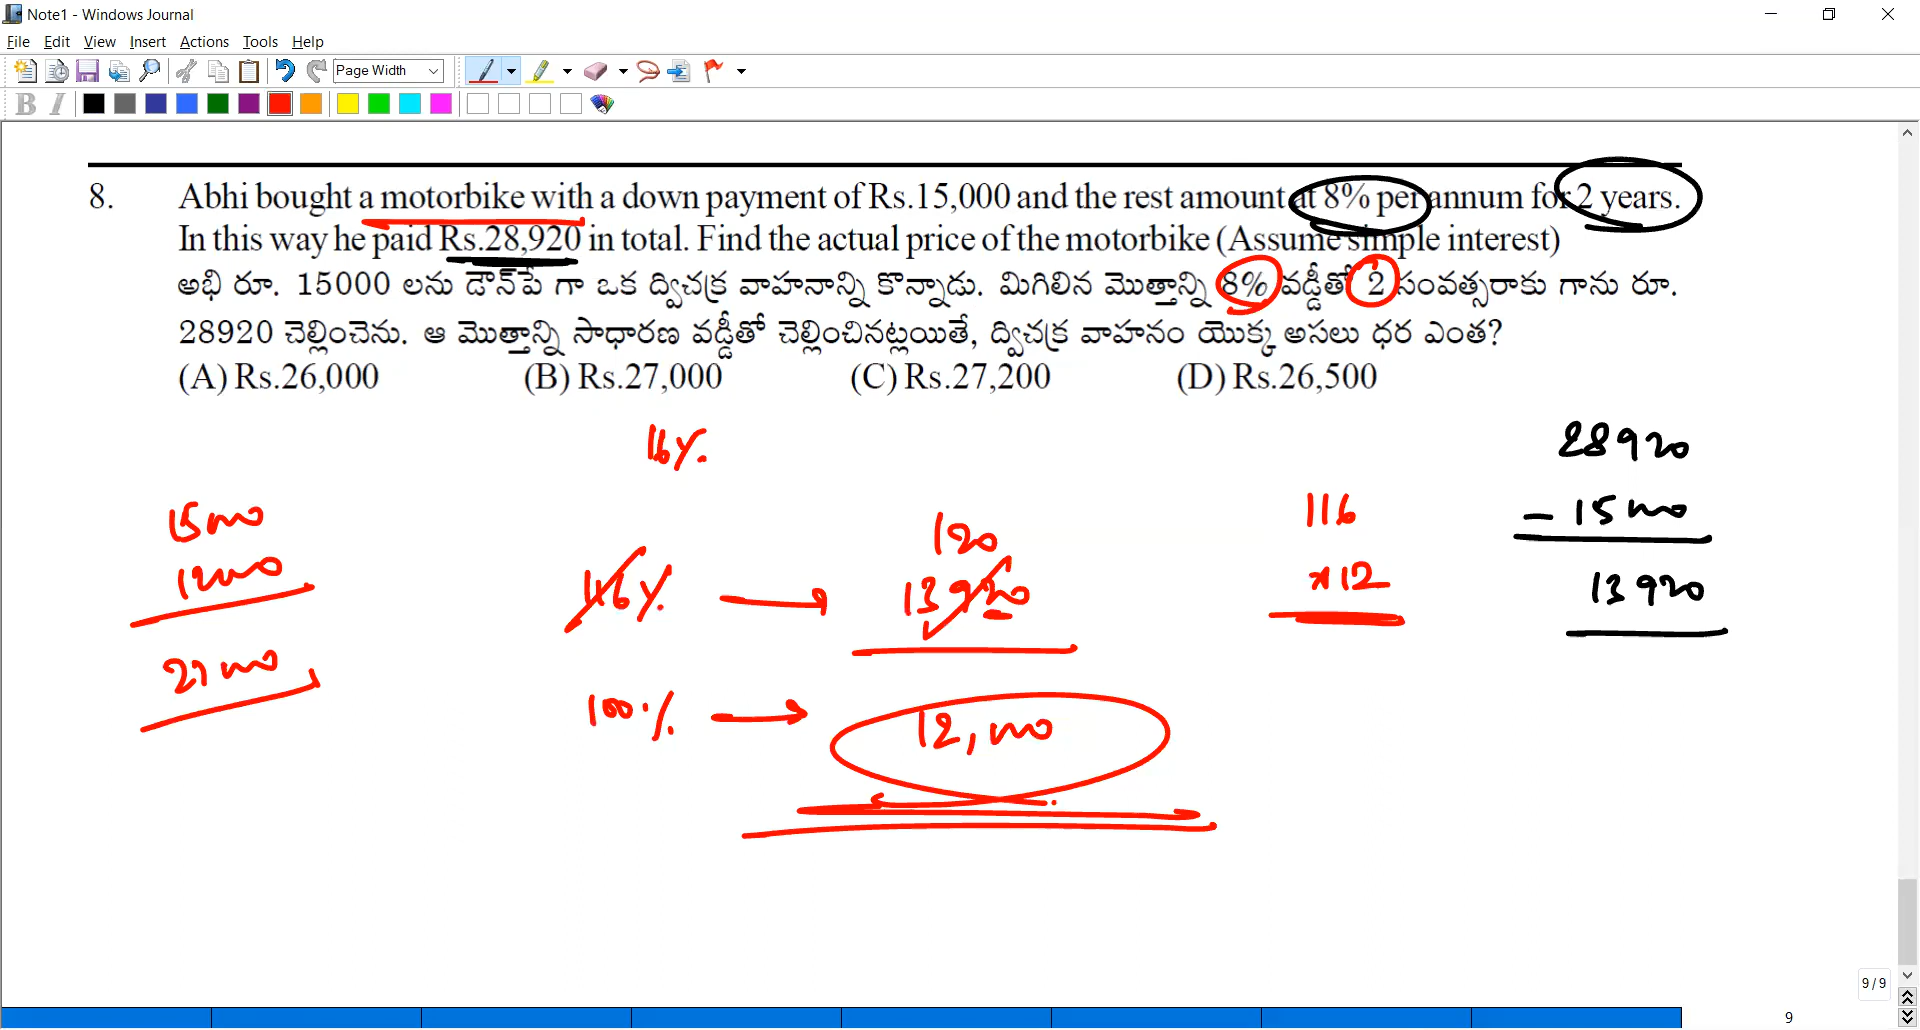 Note1 - Windows Journal
File Edit View Insert Actions Tools Help
Page Width
B I
8. Abhi bought a motorbike with a down payment of Rs.15,000 and the rest amount at 8% per annum for 2 years.
In this way he paid Rs.28,920 in total. Find the actual price of the motorbike (Assume simple interest)
అభి రూ. 15000 లను డౌన్‌పే గా ఒక ద్విచక్ర వాహనాన్ని కొన్నాడు. మిగిలిన మొత్తాన్ని 8% వడ్డీతో 2 సంవత్సరాకు గాను రూ.
28920 చెల్లించెను. ఆ మొత్తాన్ని సాధారణ వడ్డీతో చెల్లించినట్లయితే, ద్విచక్ర వాహనం యొక్క అసలు ధర ఎంత?
(A) Rs.26,000 (B) Rs.27,000 (C) Rs.27,200 (D) Rs.26,500
16%
28920
- 15000
13920
116
×12
120
116% → 13920
100% → 12,000
15000
12000
27000
9 / 9
9